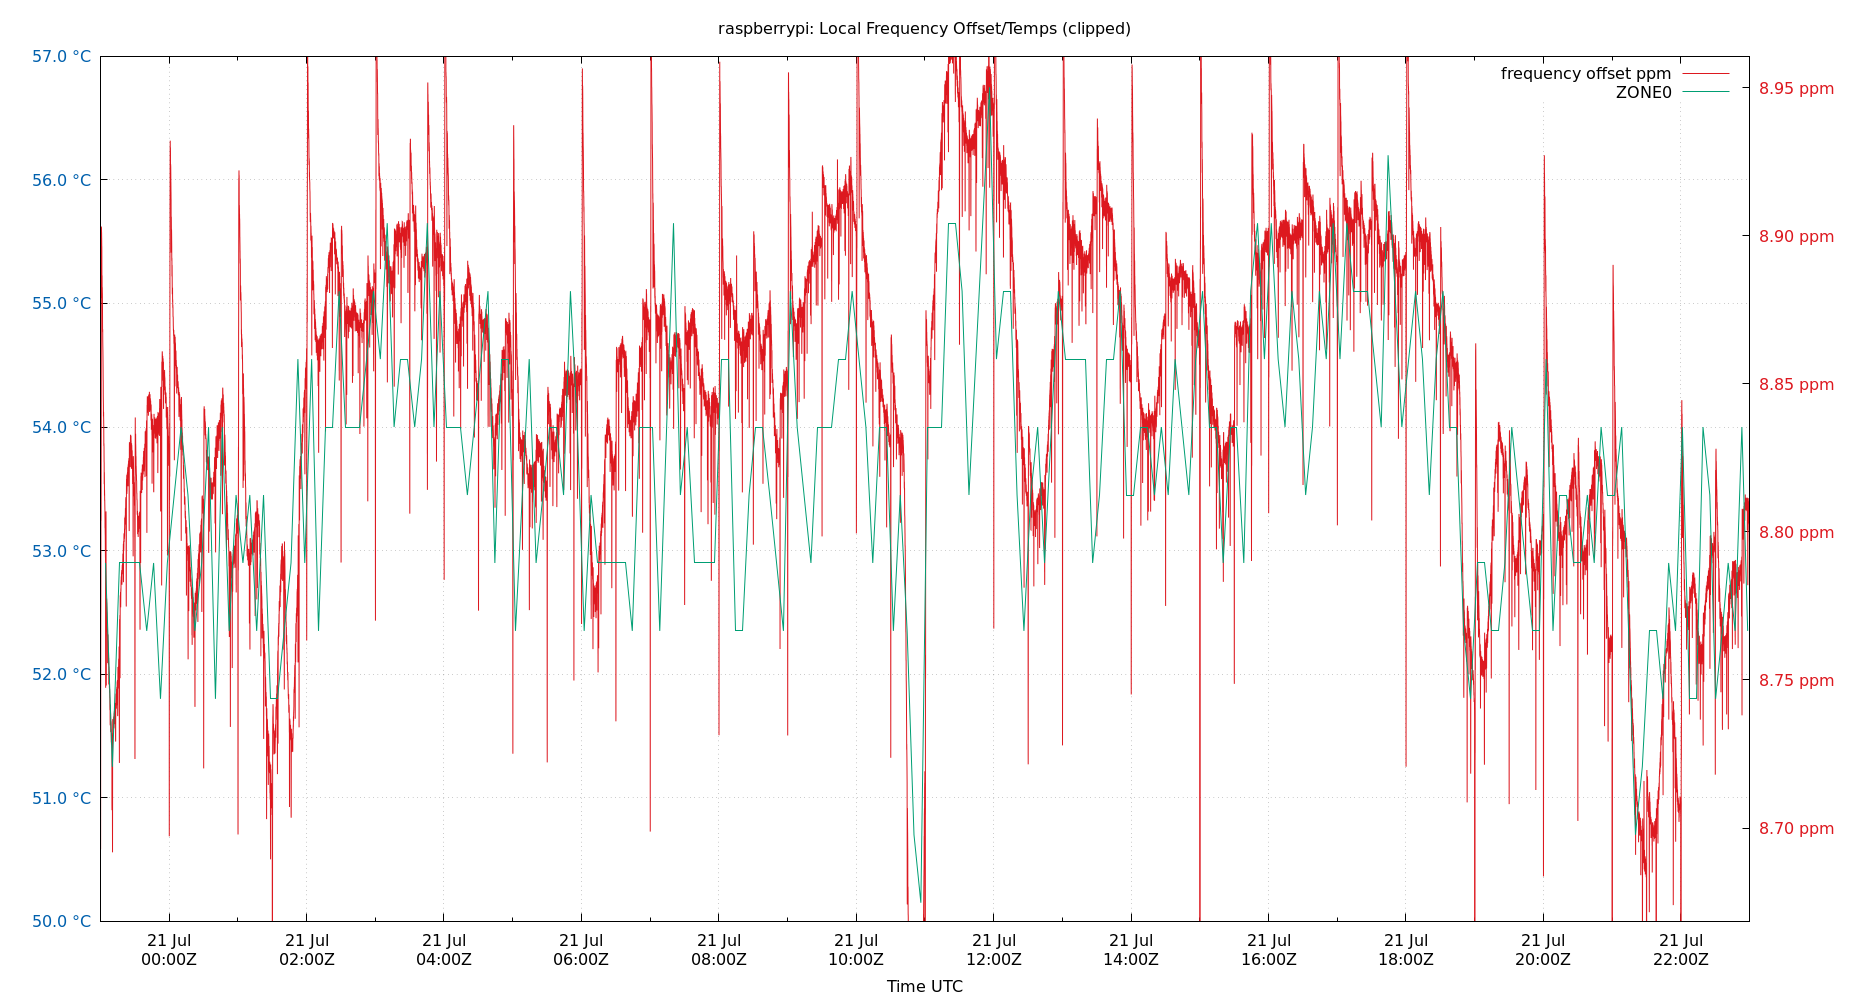 raspberrypi: Local Frequency Offset/Temps (clipped)
frequency offset ppm
ZONE0
57.0 °C
56.0 °C
55.0 °C
54.0 °C
53.0 °C
52.0 °C
51.0 °C
50.0 °C
8.95 ppm
8.90 ppm
8.85 ppm
8.80 ppm
8.75 ppm
8.70 ppm
21 Jul 21 Jul 21 Jul 21 Jul 21 Jul 21 Jul 21 Jul 21 Jul 21 Jul 21 Jul 21 Jul 21 Jul
00:00Z 02:00Z 04:00Z 06:00Z 08:00Z 10:00Z 12:00Z 14:00Z 16:00Z 18:00Z 20:00Z 22:00Z
Time UTC